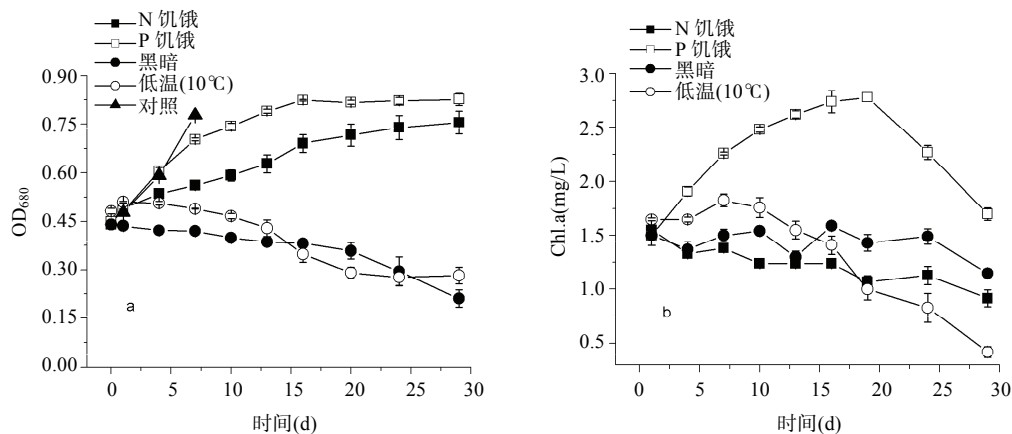 N 饥饿
P 饥饿
黑暗
低温(10℃)
对照
0.90
0.75
0.60
0.45
0.30
0.15
0.00
OD680
a
0 5 10 15 20 25 30
时间(d)
N 饥饿
P 饥饿
黑暗
低温(10℃)
3.0
2.5
2.0
1.5
1.0
0.5
Chl.a(mg/L)
b
0 5 10 15 20 25 30
时间(d)